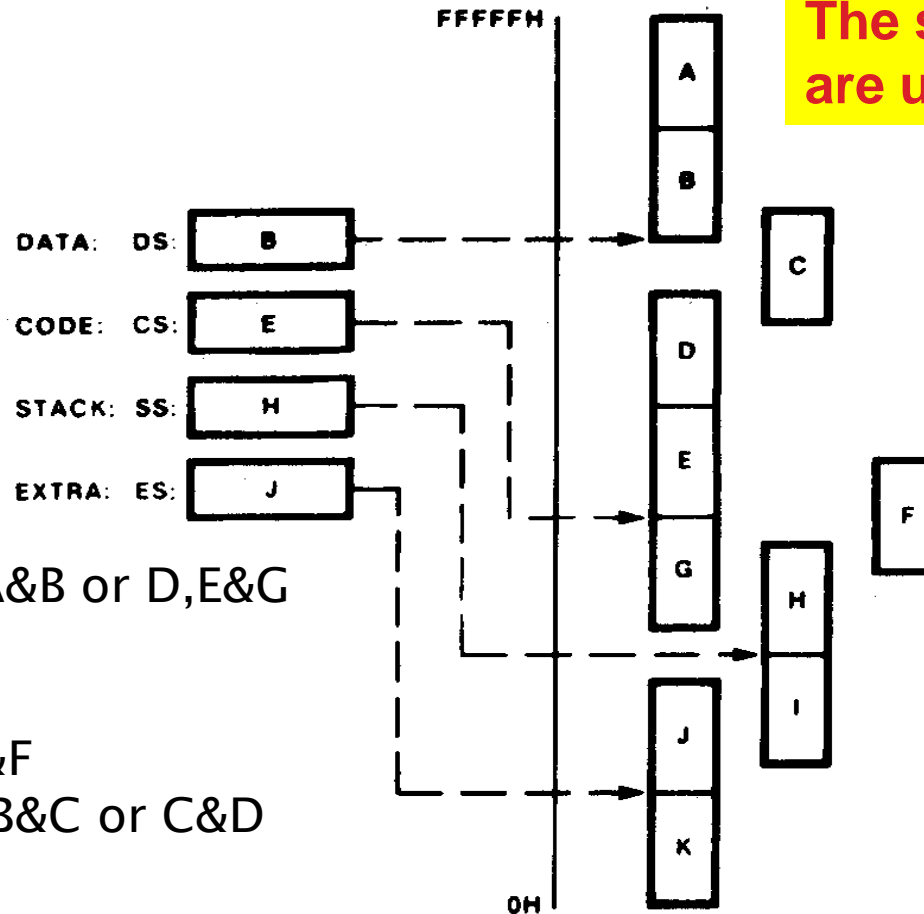 FFFFFH
The s
are u
A
B
DATA: DS: B
C
CODE: CS: E
D
STACK: SS: H
E
EXTRA: ES: J
F
G
A&B or D,E&G
H
I
J
&F
B&C or C&D
K
0H